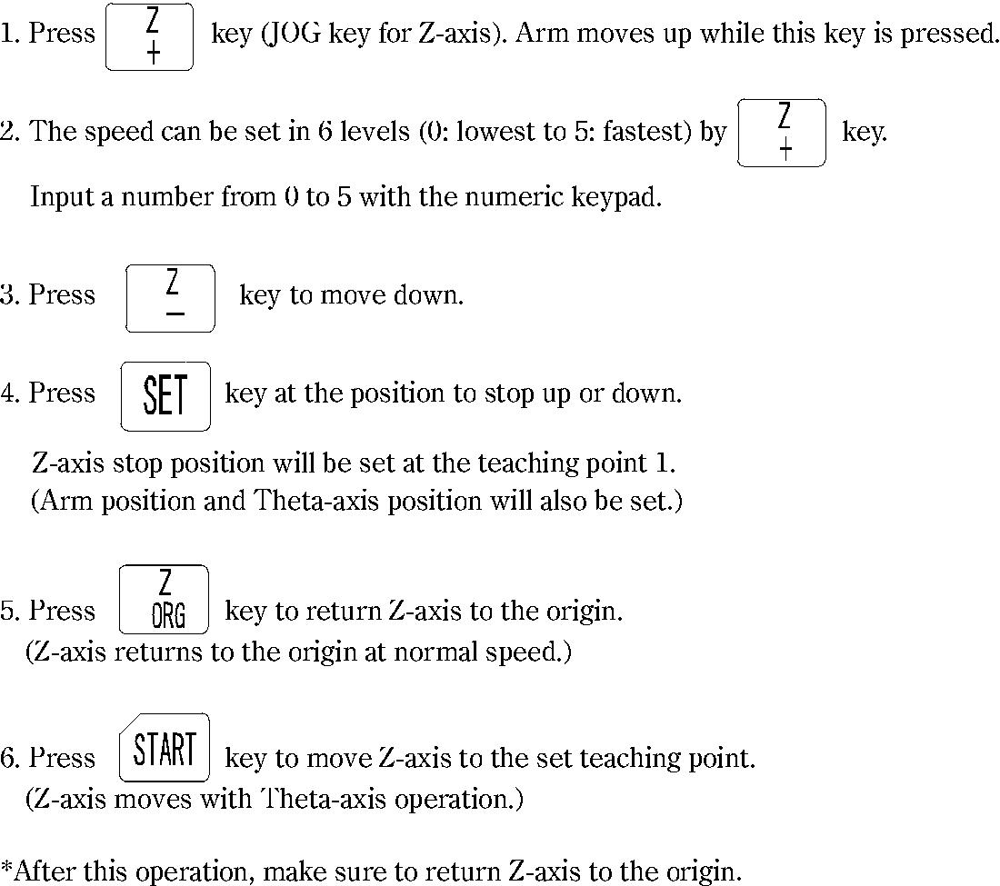 1. Press Z + key (JOG key for Z-axis). Arm moves up while this key is pressed.
2. The speed can be set in 6 levels (0: lowest to 5: fastest) by Z + key.
Input a number from 0 to 5 with the numeric keypad.
3. Press Z – key to move down.
4. Press SET key at the position to stop up or down.
Z-axis stop position will be set at the teaching point 1.
(Arm position and Theta-axis position will also be set.)
5. Press Z ORG key to return Z-axis to the origin.
(Z-axis returns to the origin at normal speed.)
6. Press START key to move Z-axis to the set teaching point.
(Z-axis moves with Theta-axis operation.)
*After this operation, make sure to return Z-axis to the origin.